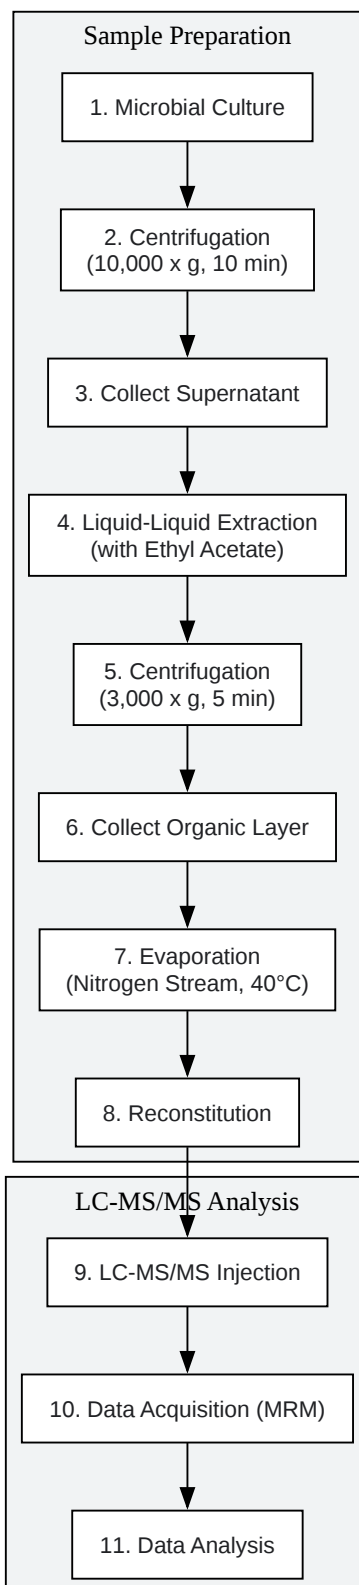 Sample Preparation
1. Microbial Culture
2. Centrifugation
(10,000 x g, 10 min)
3. Collect Supernatant
4. Liquid-Liquid Extraction
(with Ethyl Acetate)
5. Centrifugation
(3,000 x g, 5 min)
6. Collect Organic Layer
7. Evaporation
(Nitrogen Stream, 40°C)
8. Reconstitution
LC-MS/MS Analysis
9. LC-MS/MS Injection
10. Data Acquisition (MRM)
11. Data Analysis